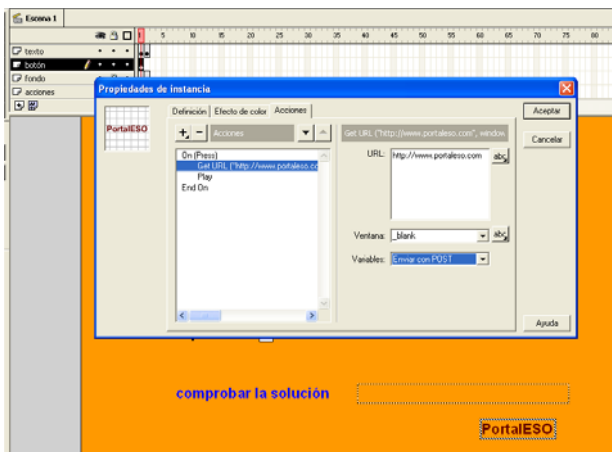 Escena 1
1 5 10 15 20 25 30 35 40 45 50 55 60 65 70 75 80
texto
botón
fondo
acciones
Propiedades de instancia
PortalESO
Definición Efecto de color Acciones
Aceptar
Cancelar
+ - Acciones
Get URL ("http://www.portaleso.com", window
On (Press)
Get URL ("http://www.portaleso.co
Play
End On
URL: http://www.portaleso.com abc
Ventana: _blank abc
Variables: Enviar con POST
Ayuda
comprobar la solución
PortalESO